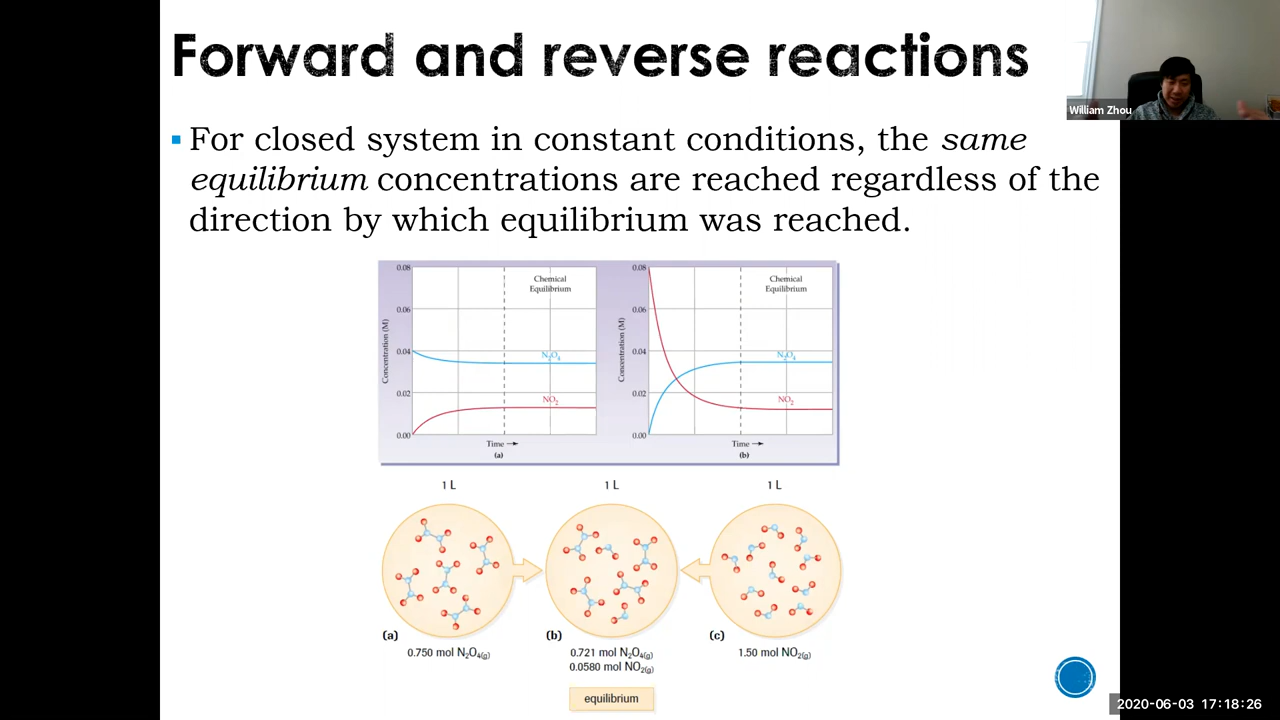 Forward and reverse reactions
William Zhou
For closed system in constant conditions, the same
equilibrium concentrations are reached regardless of the
direction by which equilibrium was reached.
0.08
0.06
0.04
0.02
0.00
Concentration (M)
Chemical
Equilibrium
N₂O₄
NO₂
Time →
(a)
0.08
0.06
0.04
0.02
0.00
Concentration (M)
Chemical
Equilibrium
N₂O₄
NO₂
Time →
(b)
1 L
1 L
1 L
(a)
(b)
(c)
0.750 mol N₂O₄(g)
0.721 mol N₂O₄(g)
0.0580 mol NO₂(g)
1.50 mol NO₂(g)
equilibrium
2020-06-03 17:18:26